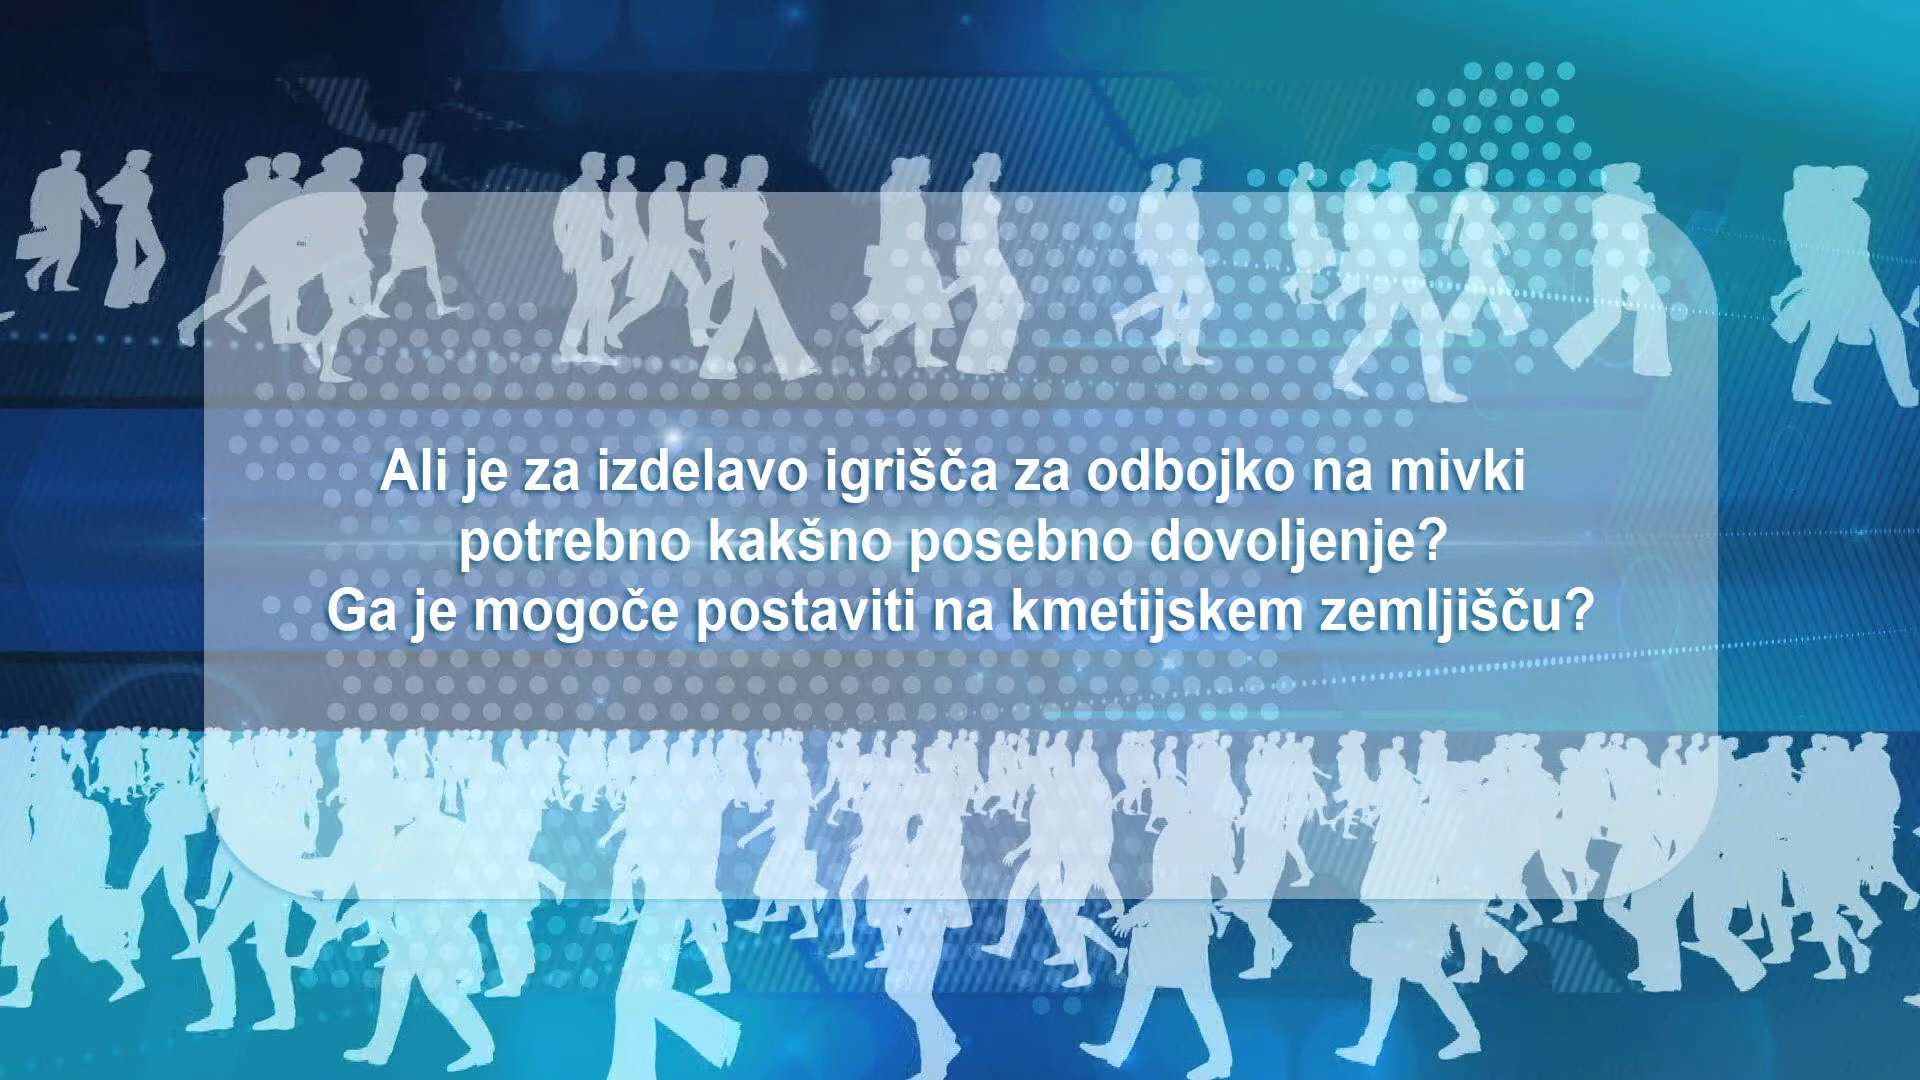 Ali je za izdelavo igrišča za odbojko na mivki
potrebno kakšno posebno dovoljenje?
Ga je mogoče postaviti na kmetijskem zemljišču?